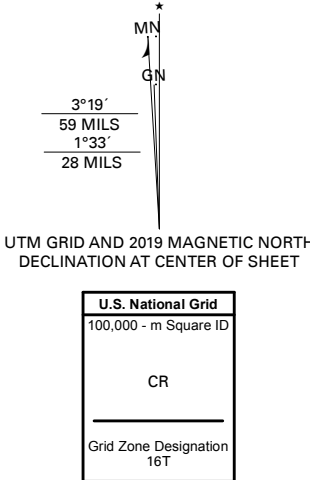 ★
MN
GN
3°19´
59 MILS
1°33´
28 MILS
UTM GRID AND 2019 MAGNETIC NORTH
DECLINATION AT CENTER OF SHEET
U.S. National Grid
100,000 - m Square ID
CR
Grid Zone Designation
16T